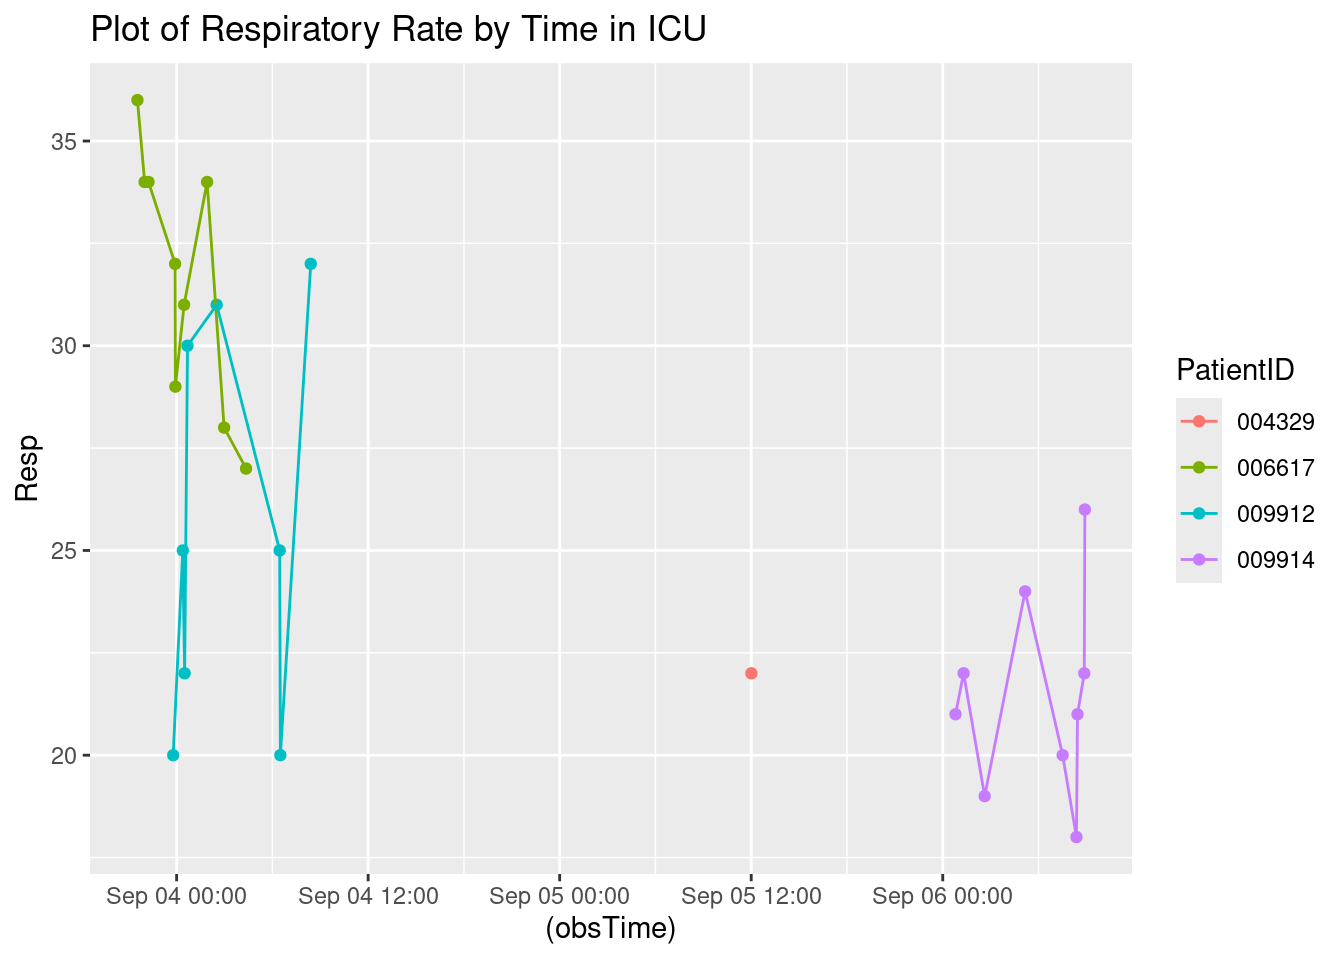 Plot of Respiratory Rate by Time in ICU
35
30
25
20
Resp
Sep 04 00:00
Sep 04 12:00
Sep 05 00:00
Sep 05 12:00
Sep 06 00:00
(obsTime)
PatientID
004329
006617
009912
009914